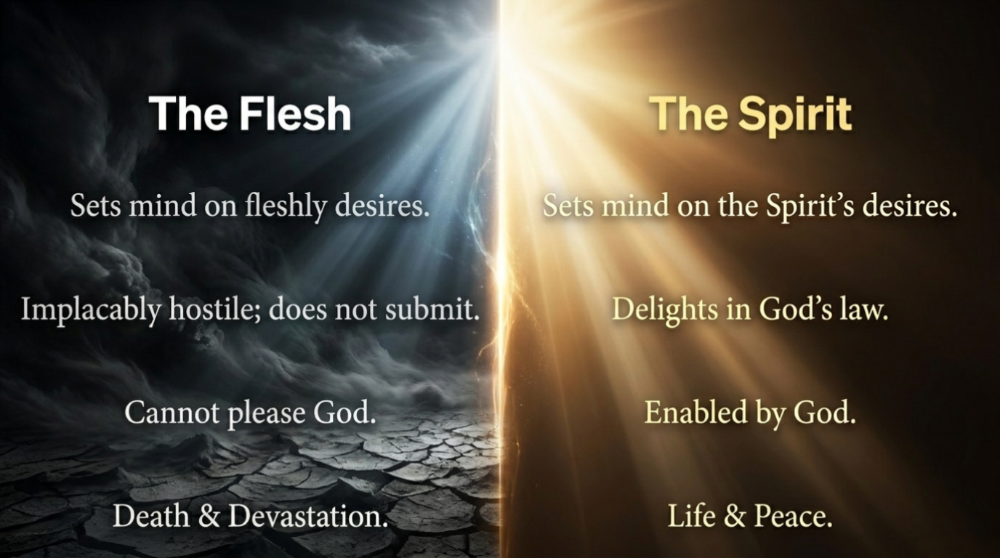 The Flesh
Sets mind on fleshly desires.
Implacably hostile; does not submit.
Cannot please God.
Death & Devastation.
The Spirit
Sets mind on the Spirit’s desires.
Delights in God’s law.
Enabled by God.
Life & Peace.